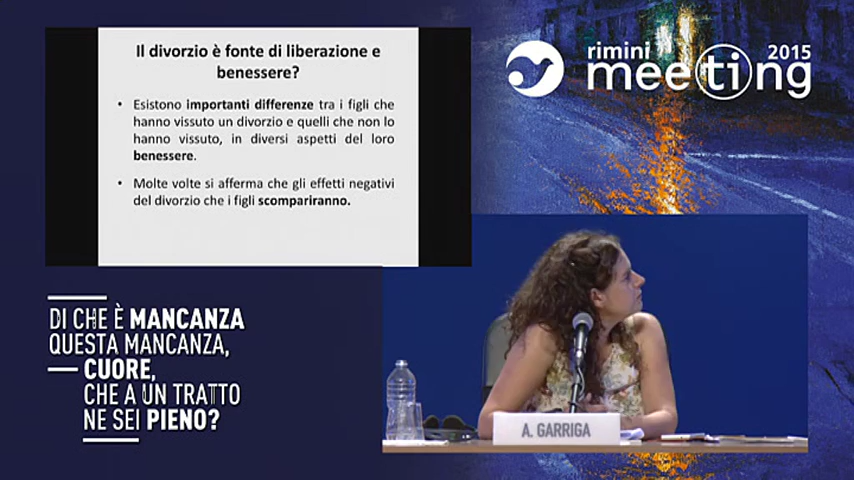 Il divorzio è fonte di liberazione e
benessere?
• Esistono importanti differenze tra i figli che
hanno vissuto un divorzio e quelli che non lo
hanno vissuto, in diversi aspetti del loro
benessere.
• Molte volte si afferma che gli effetti negativi
del divorzio che i figli scompariranno.
rimini 2015
meeting
DI CHE È MANCANZA
QUESTA MANCANZA,
CUORE,
CHE A UN TRATTO
NE SEI PIENO?
A. GARRIGA